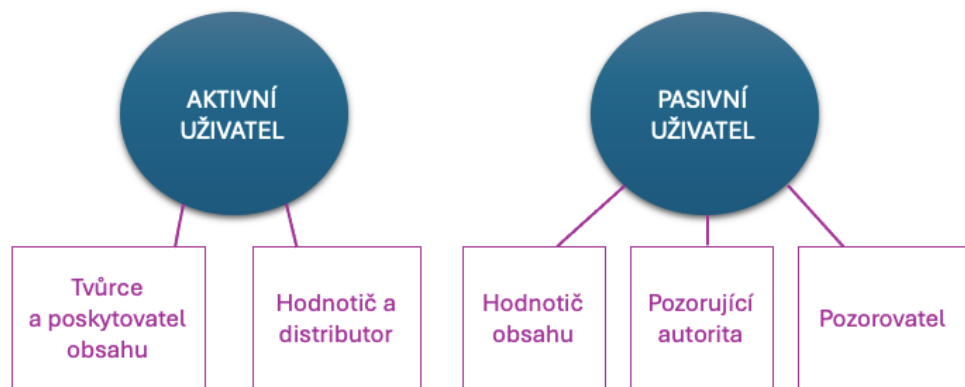 AKTIVNÍ
UŽIVATEL
PASIVNÍ
UŽIVATEL
Tvůrce
a poskytovatel
obsahu
Hodnotič a
distributor
Hodnotič
obsahu
Pozorující
autorita
Pozorovatel